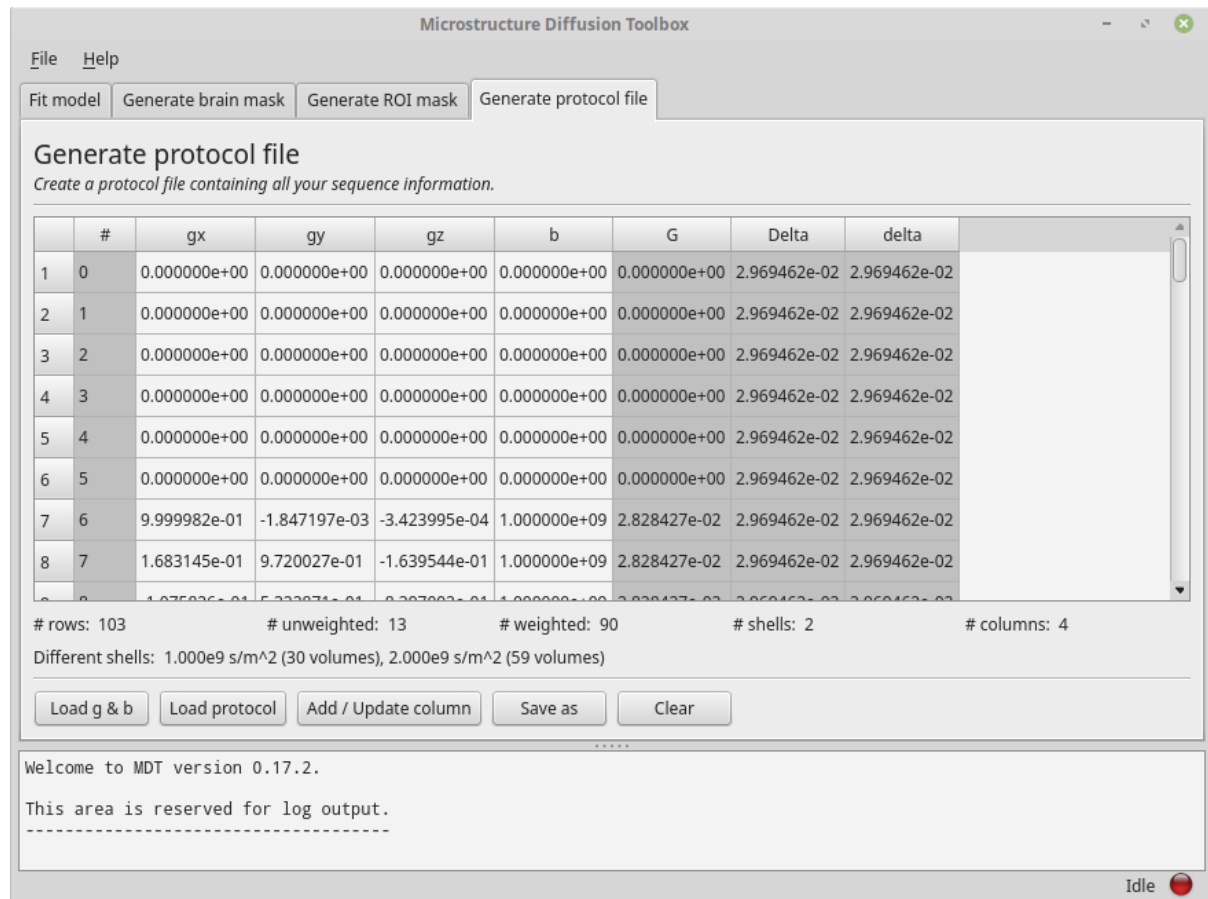 Microstructure Diffusion Toolbox
File Help
Fit model Generate brain mask Generate ROI mask Generate protocol file
Generate protocol file
Create a protocol file containing all your sequence information.
# gx gy gz b G Delta delta
1 0 0.000000e+00 0.000000e+00 0.000000e+00 0.000000e+00 0.000000e+00 2.969462e-02 2.969462e-02
2 1 0.000000e+00 0.000000e+00 0.000000e+00 0.000000e+00 0.000000e+00 2.969462e-02 2.969462e-02
3 2 0.000000e+00 0.000000e+00 0.000000e+00 0.000000e+00 0.000000e+00 2.969462e-02 2.969462e-02
4 3 0.000000e+00 0.000000e+00 0.000000e+00 0.000000e+00 0.000000e+00 2.969462e-02 2.969462e-02
5 4 0.000000e+00 0.000000e+00 0.000000e+00 0.000000e+00 0.000000e+00 2.969462e-02 2.969462e-02
6 5 0.000000e+00 0.000000e+00 0.000000e+00 0.000000e+00 0.000000e+00 2.969462e-02 2.969462e-02
7 6 9.999982e-01 -1.847197e-03 -3.423995e-04 1.000000e+09 2.828427e-02 2.969462e-02 2.969462e-02
8 7 1.683145e-01 9.720027e-01 -1.639544e-01 1.000000e+09 2.828427e-02 2.969462e-02 2.969462e-02
# rows: 103 # unweighted: 13 # weighted: 90 # shells: 2 # columns: 4
Different shells: 1.000e9 s/m^2 (30 volumes), 2.000e9 s/m^2 (59 volumes)
Load g & b Load protocol Add / Update column Save as Clear
Welcome to MDT version 0.17.2.
This area is reserved for log output.
-------------------------------------
Idle